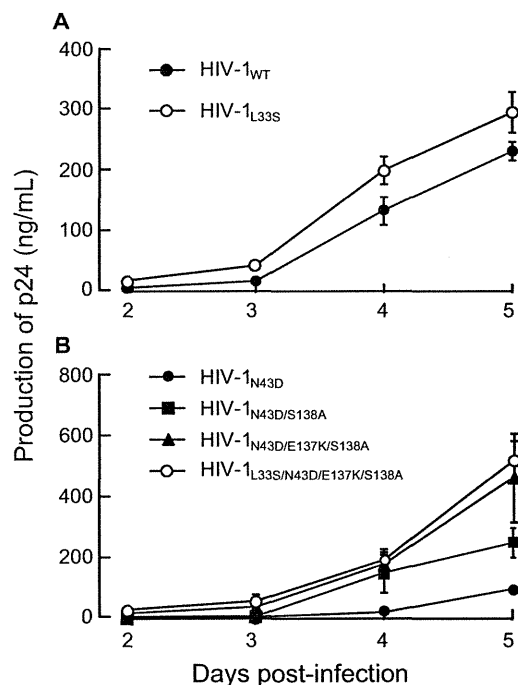 A
400
300
200
100
0
HIV-1WT
HIV-1L33S
2 3 4 5
Production of p24 (ng/mL)
B
800
600
400
200
0
HIV-1N43D
HIV-1N43D/S138A
HIV-1N43D/E137K/S138A
HIV-1L33S/N43D/E137K/S138A
2 3 4 5
Days post-infection